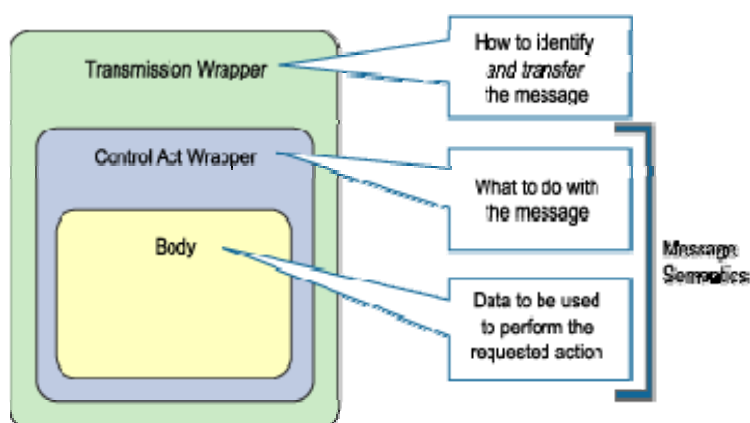 Transmission Wrapper
How to identify
and transfer
the message
Control Act Wrapper
What to do with
the message
Body
Data to be used
to perform the
requested action
Message
Semantics